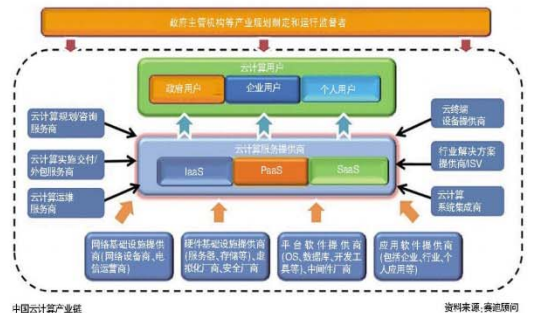 政府主管机构等产业规划制定和运行监督者
云计算用户
政府用户
企业用户
个人用户
云计算规划/咨询
服务商
云计算实施交付/
外包服务商
云计算运维
服务商
云计算服务提供商
IaaS
PaaS
SaaS
云终端
设备提供商
行业解决方案
提供商/ISV
云计算
系统集成商
网络基础设施提供
商(网络设备商、电
信运营商)
硬件基础设施提供商
(服务器、存储等)、虚
拟化厂商、安全厂商
平台软件提供商
(OS、数据库、开发工
具等)、中间件厂商
应用软件提供商
(包括企业、行业、个
人应用等)
中国云计算产业链
资料来源：赛迪顾问